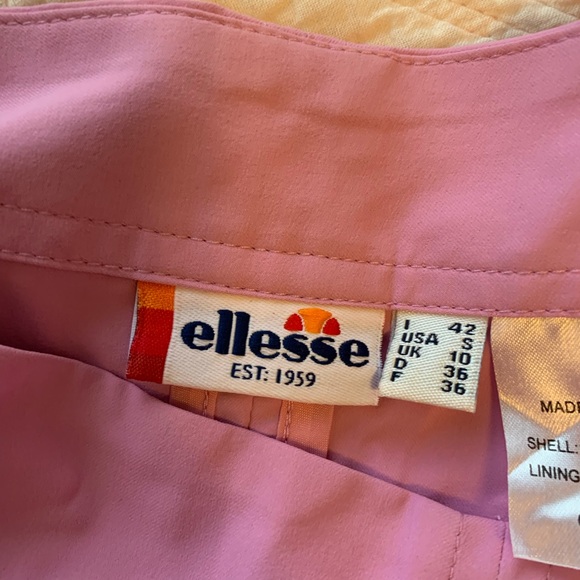 ellesse
EST: 1959
I 42
USA S
UK 10
D 36
F 36
MADE
SHELL:
LINING